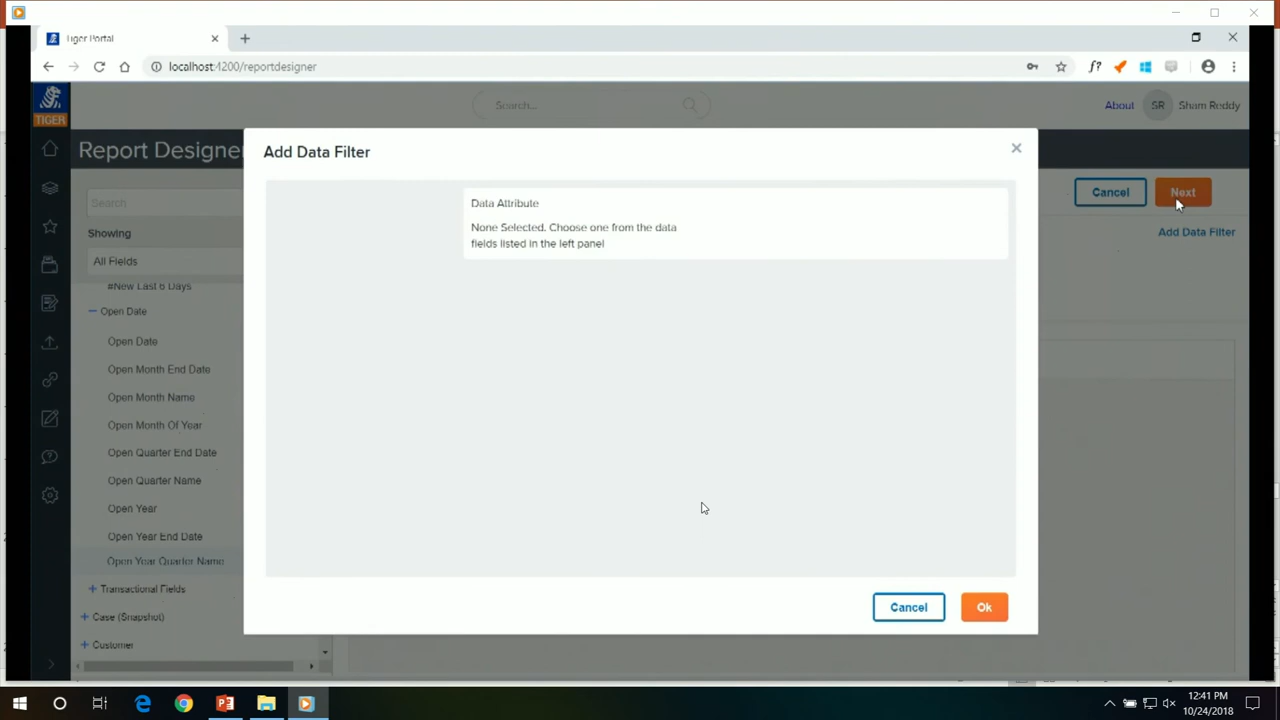 Tiger Portal
localhost:4200/reportdesigner
f?
TIGER
Search...
About
SR
Sham Reddy
Report Designer
Add Data Filter
Cancel
Next
Search
Data Attribute
None Selected. Choose one from the data
fields listed in the left panel
Add Data Filter
Showing
All Fields
#New Last 6 Days
Open Date
Open Date
Open Month End Date
Open Month Name
Open Month Of Year
Open Quarter End Date
Open Quarter Name
Open Year
Open Year End Date
Open Year Quarter Name
Transactional Fields
Case (Snapshot)
Customer
Cancel
Ok
12:41 PM
10/24/2018